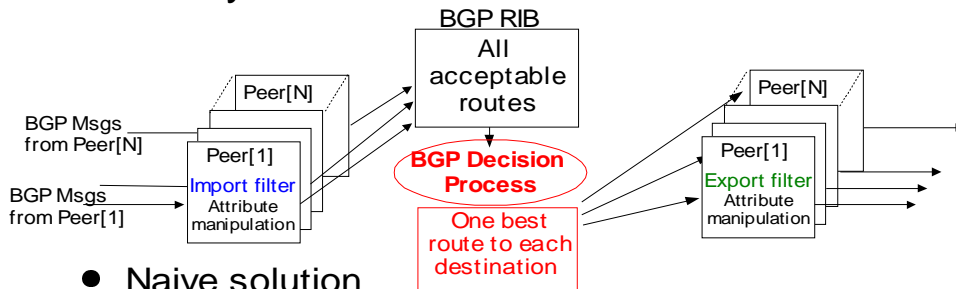 BGP RIB
All
acceptable
routes
Peer[N]
BGP Msgs
from Peer[N]
Peer[1]
Import filter
Attribute
manipulation
BGP Msgs
from Peer[1]
BGP Decision
Process
One best
route to each
destination
Peer[N]
Peer[1]
Export filter
Attribute
manipulation
● Naive solution